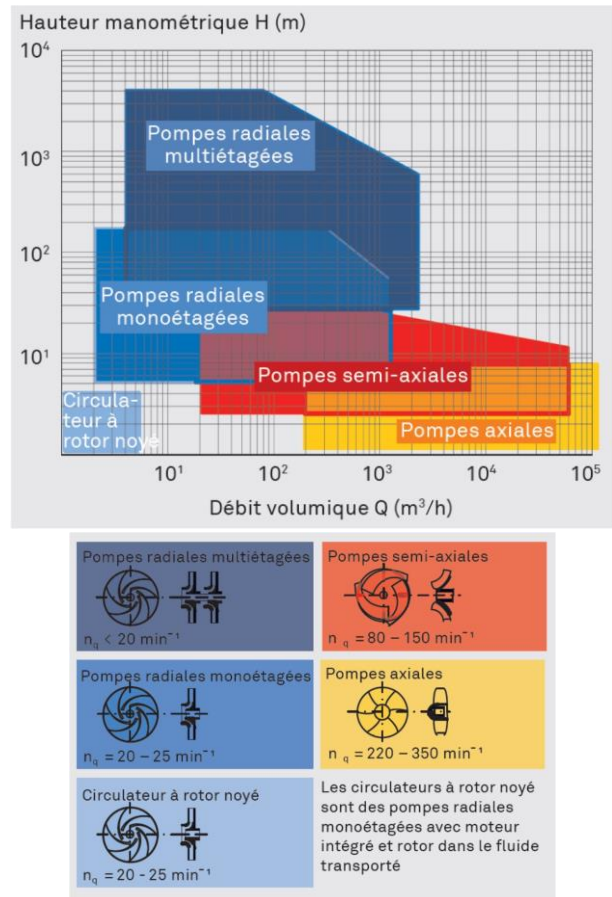 Hauteur manométrique H (m)
10⁴
10³
10²
10¹
Pompes radiales
multiétagées
Pompes radiales
monoétagées
Pompes semi-axiales
Circula-
teur à
rotor noyé
Pompes axiales
10¹ 10² 10³ 10⁴ 10⁵
Débit volumique Q (m³/h)
Pompes radiales multiétagées
n_q < 20 min⁻¹
Pompes semi-axiales
n_q = 80 – 150 min⁻¹
Pompes radiales monoétagées
n_q = 20 – 25 min⁻¹
Pompes axiales
n_q = 220 – 350 min⁻¹
Circulateur à rotor noyé
n_q = 20 - 25 min⁻¹
Les circulateurs à rotor noyé
sont des pompes radiales
monoétagées avec moteur
intégré et rotor dans le fluide
transporté